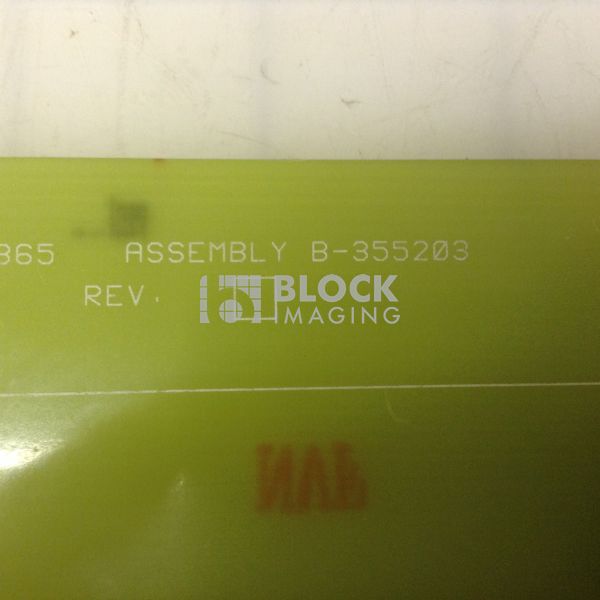 365 ASSEMBLY B-355203
REV.
BLOCK
IMAGING